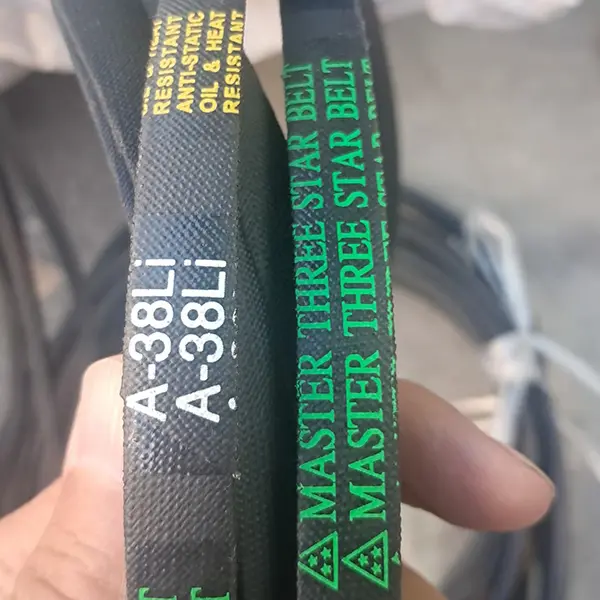 RESISTANT
ANTI-STATIC
OIL & HEAT
RESISTANT
A-38Li
A-38Li
MASTER THREE STAR BELT
MASTER THREE STAR BELT